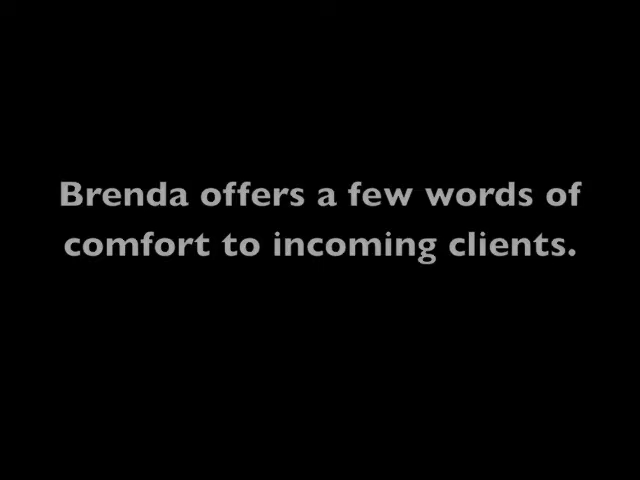 Brenda offers a few words of
comfort to incoming clients.